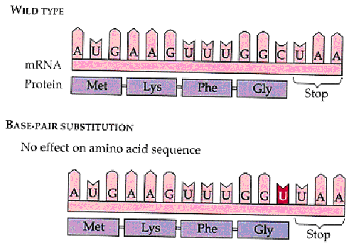 WILD TYPE
A U G A A G U U U G G C U A A
mRNA
Protein Met Lys Phe Gly Stop
BASE-PAIR SUBSTITUTION
No effect on amino acid sequence
A U G A A G U U U G G U U A A
Met Lys Phe Gly Stop